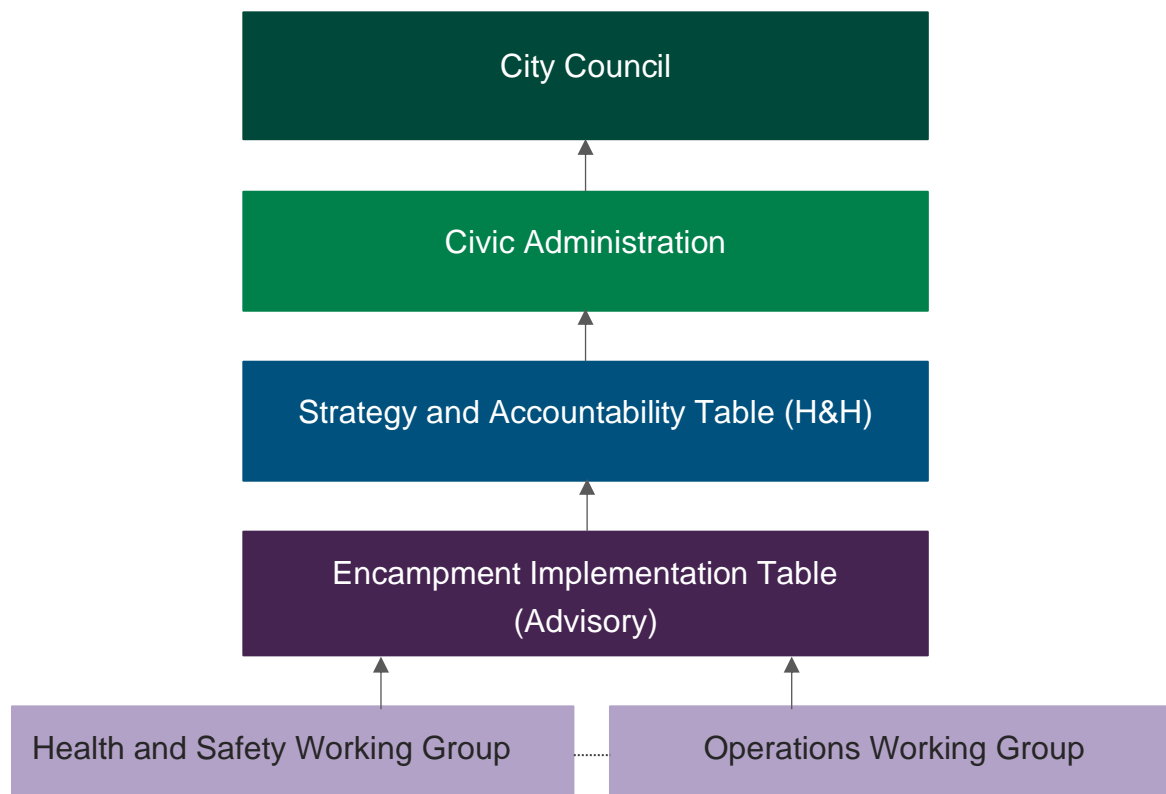 City Council
Civic Administration
Strategy and Accountability Table (H&H)
Encampment Implementation Table
(Advisory)
Health and Safety Working Group
Operations Working Group